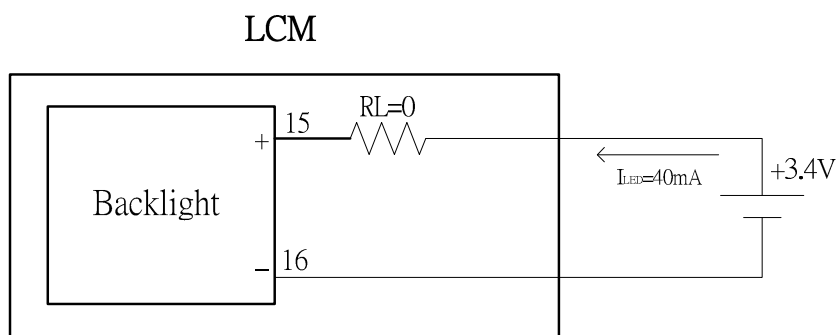 LCM
RL=0
+ 15
ILED=40mA
+3.4V
Backlight
− 16